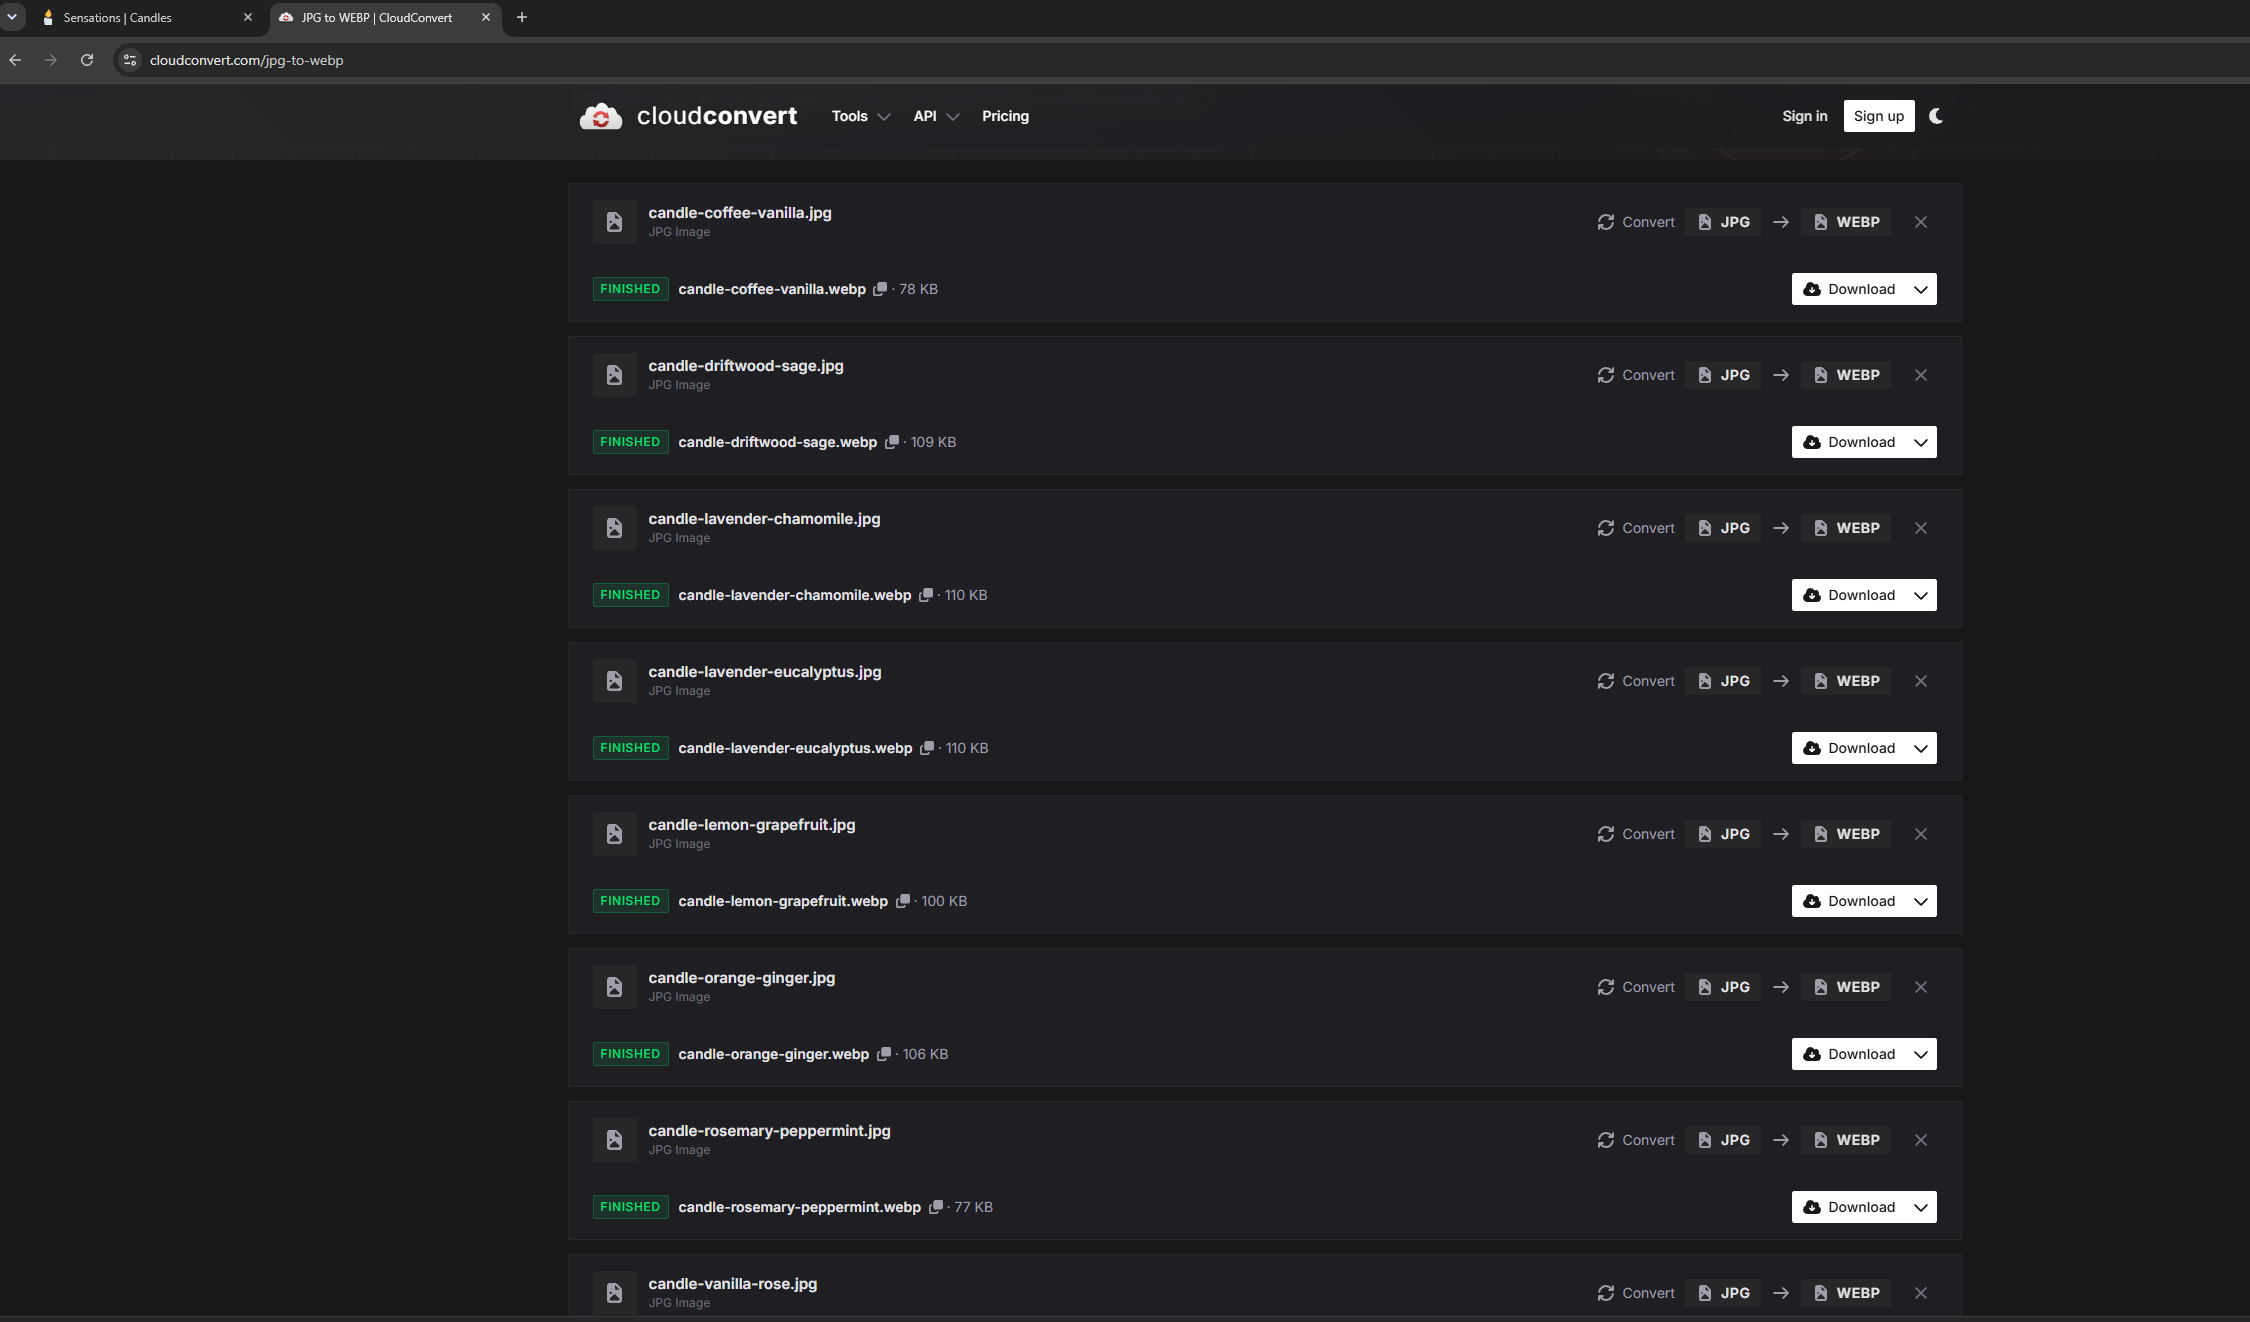 Sensations | Candles
JPG to WEBP | CloudConvert
cloudconvert.com/jpg-to-webp
cloudconvert Tools API Pricing Sign in Sign up
candle-coffee-vanilla.jpg
JPG Image
Convert JPG → WEBP
FINISHED candle-coffee-vanilla.webp · 78 KB Download
candle-driftwood-sage.jpg
JPG Image
Convert JPG → WEBP
FINISHED candle-driftwood-sage.webp · 109 KB Download
candle-lavender-chamomile.jpg
JPG Image
Convert JPG → WEBP
FINISHED candle-lavender-chamomile.webp · 110 KB Download
candle-lavender-eucalyptus.jpg
JPG Image
Convert JPG → WEBP
FINISHED candle-lavender-eucalyptus.webp · 110 KB Download
candle-lemon-grapefruit.jpg
JPG Image
Convert JPG → WEBP
FINISHED candle-lemon-grapefruit.webp · 100 KB Download
candle-orange-ginger.jpg
JPG Image
Convert JPG → WEBP
FINISHED candle-orange-ginger.webp · 106 KB Download
candle-rosemary-peppermint.jpg
JPG Image
Convert JPG → WEBP
FINISHED candle-rosemary-peppermint.webp · 77 KB Download
candle-vanilla-rose.jpg
JPG Image
Convert JPG → WEBP